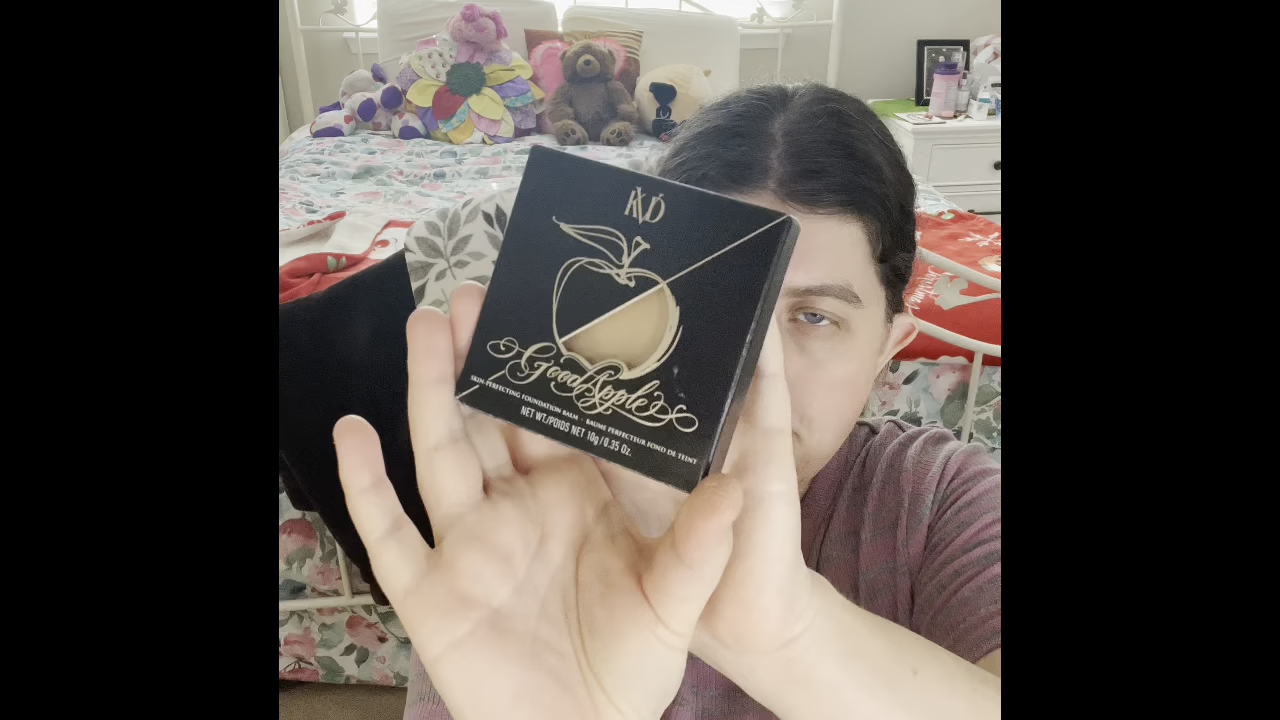 KVD
Good Apple
SKIN-PERFECTING FOUNDATION BALM • BAUME PERFECTEUR FOND DE TEINT
NET WT./POIDS NET 10g/0.35 Oz.